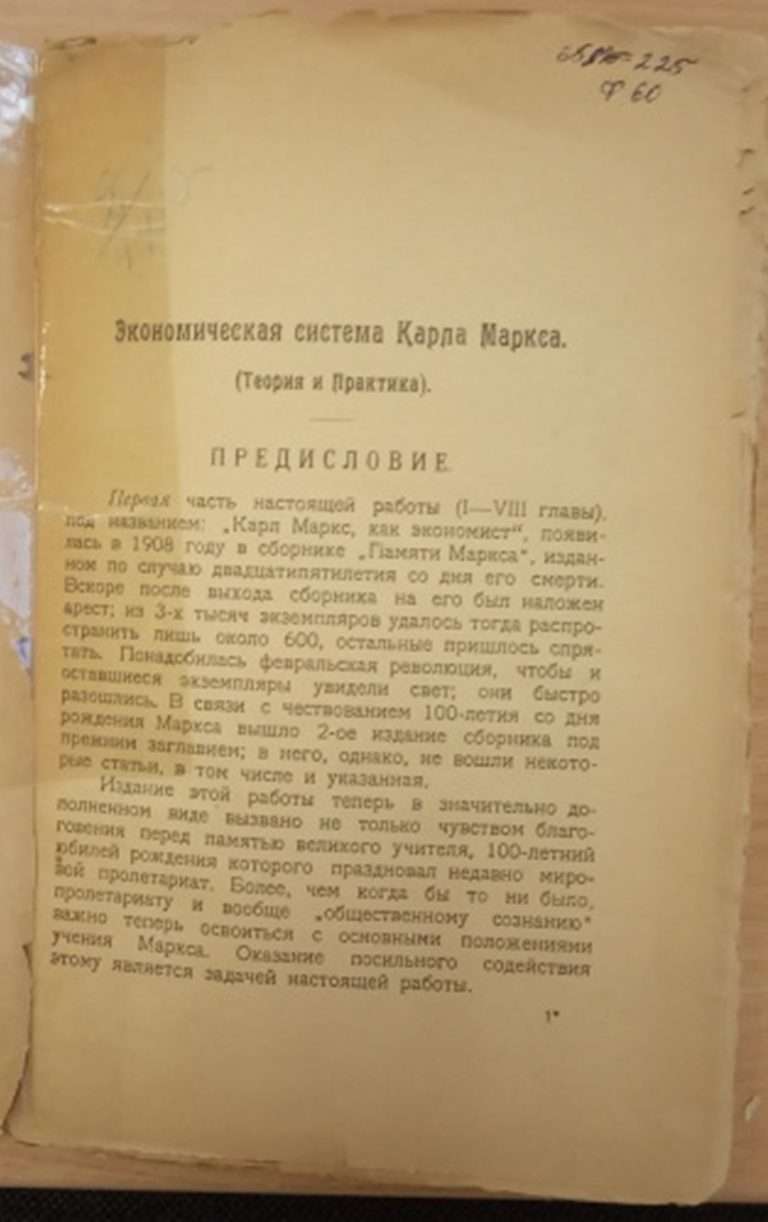 225
Ф 60
Экономическая система Карла Маркса.
(Теория и Практика).
ПРЕДИСЛОВИЕ.
Первая часть настоящей работы (I—VIII главы),
под названием: „Карл Маркс, как экономист“, появи-
лась в 1908 году в сборнике „Памяти Маркса“, издан-
ном по случаю двадцатипятилетия со дня его смерти.
Вскоре после выхода сборника на его был наложен
арест; из 3-х тысяч экземпляров удалось тогда распро-
странить лишь около 600, остальные пришлось спря-
тать. Понадобилась февральская революция, чтобы и
оставшиеся экземпляры увидели свет; они быстро
разошлись. В связи с чествованием 100-летия со дня
рождения Маркса вышло 2-ое издание сборника под
прежним заглавием; в него, однако, не вошли некото-
рые статьи, в том числе и указанная.
Издание этой работы теперь в значительно до-
полненном виде вызвано не только чувством благо-
говения перед памятью великого учителя, 100-летний
юбилей рождения которого праздновал недавно миро-
вой пролетариат. Более, чем когда бы то ни было,
пролетариату и вообще „общественному сознанию“
важно теперь освоиться с основными положениями
учения Маркса. Оказание посильного содействия
этому является задачей настоящей работы.
1*